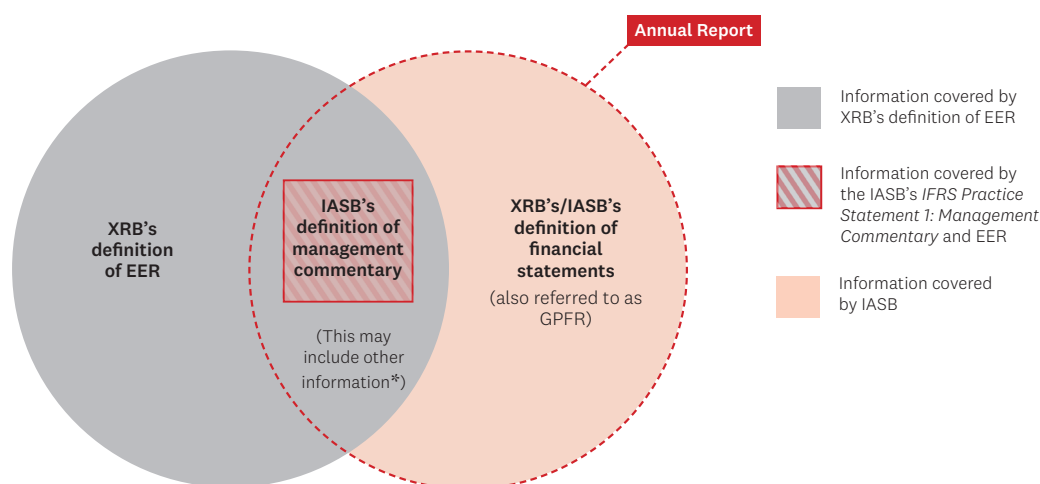 Annual Report
XRB's
definition
of EER
IASB's
definition of
management
commentary
(This may
include other
information*)
XRB's/IASB's
definition of
financial
statements
(also referred to as
GPFR)
Information covered by
XRB's definition of EER
Information covered by
the IASB's IFRS Practice
Statement 1: Management
Commentary and EER
Information covered
by IASB